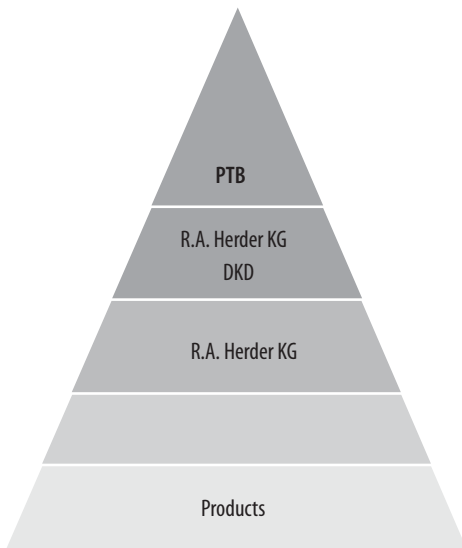 PTB
R.A. Herder KG
DKD
R.A. Herder KG
Products